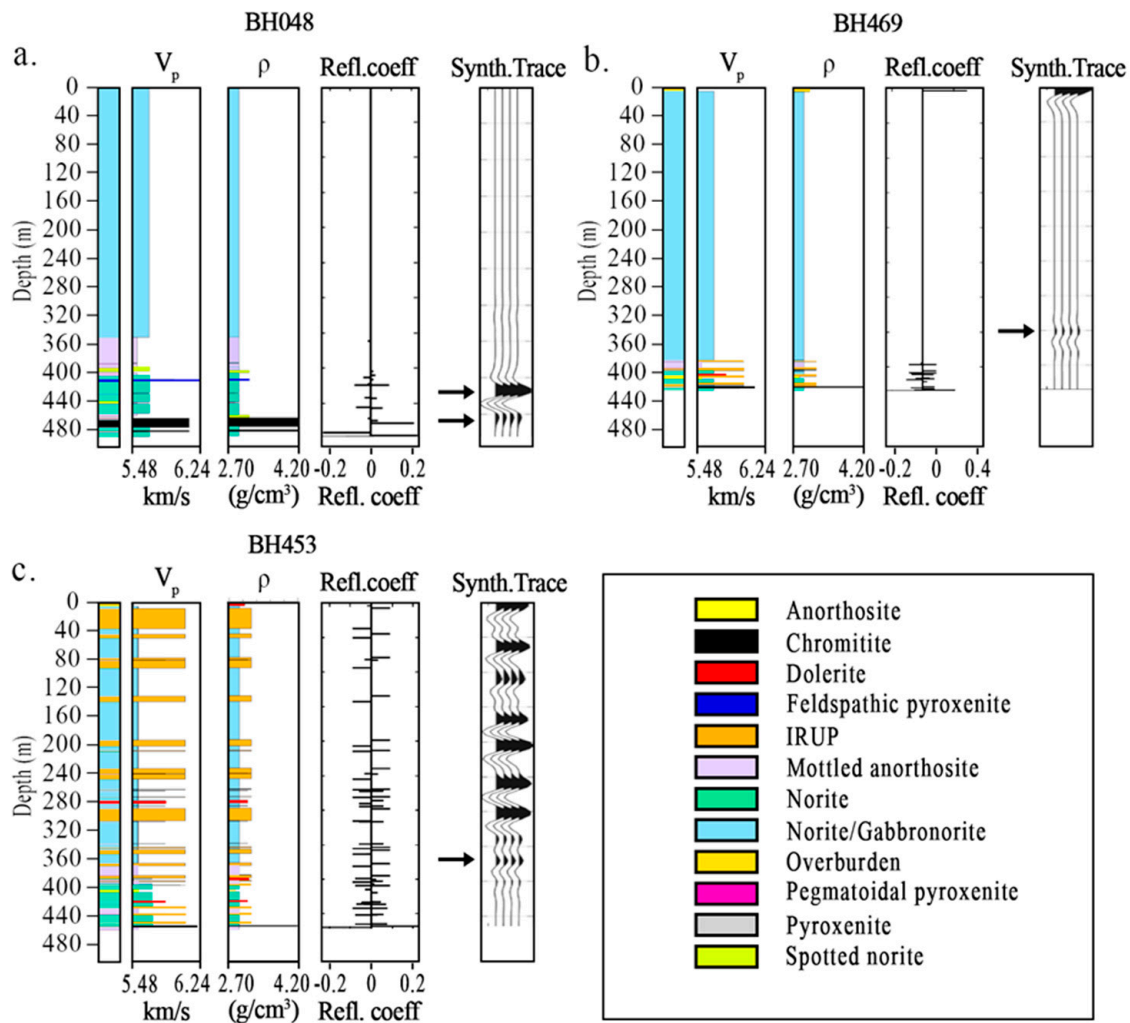 BH048
a.
Vp
ρ
Refl.coeff
Synth.Trace
Depth (m)
0
40
80
120
160
200
240
280
320
360
400
440
480
5.48 6.24
km/s
2.70 4.20
(g/cm³)
-0.2 0 0.2
Refl. coeff
BH469
b.
Vp
ρ
Refl.coeff
Synth.Trace
Depth (m)
0
40
80
120
160
200
240
280
320
360
400
440
480
5.48 6.24
km/s
2.70 4.20
(g/cm³)
-0.2 0 0.4
Refl. coeff
BH453
c.
Vp
ρ
Refl.coeff
Synth.Trace
Depth (m)
0
40
80
120
160
200
240
280
320
360
400
440
480
5.48 6.24
km/s
2.70 4.20
(g/cm³)
-0.2 0 0.2
Refl. coeff
Anorthosite
Chromitite
Dolerite
Feldspathic pyroxenite
IRUP
Mottled anorthosite
Norite
Norite/Gabbronorite
Overburden
Pegmatoidal pyroxenite
Pyroxenite
Spotted norite